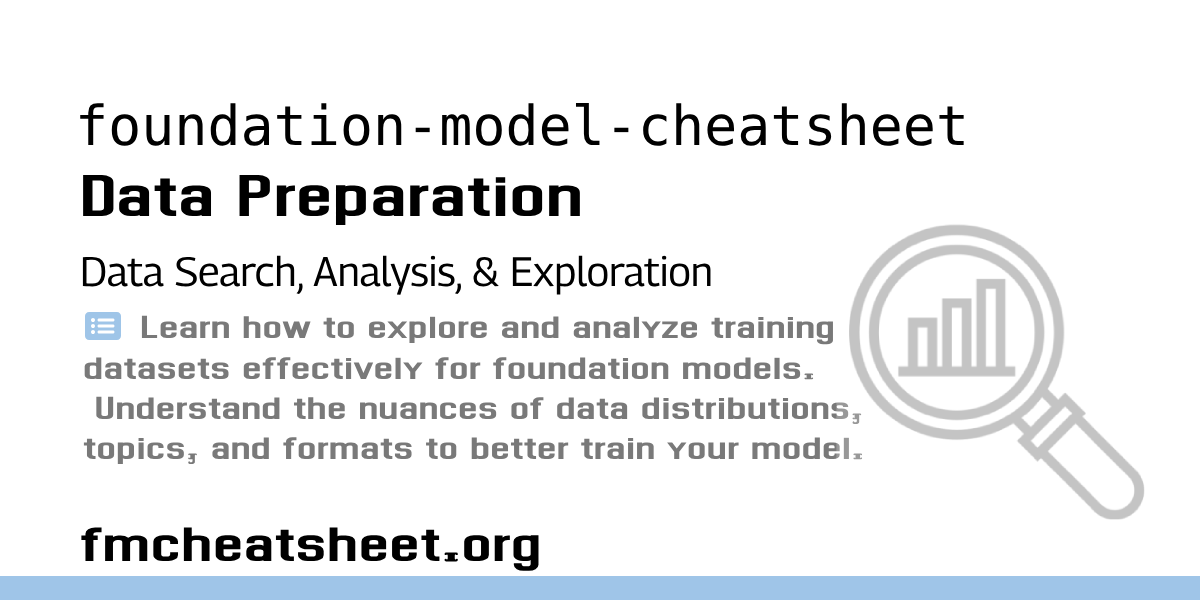 foundation-model-cheatsheet
Data Preparation
Data Search, Analysis, & Exploration
Learn how to explore and analyze training
datasets effectively for foundation models.
Understand the nuances of data distributions,
topics, and formats to better train your model.
fmcheatsheet.org